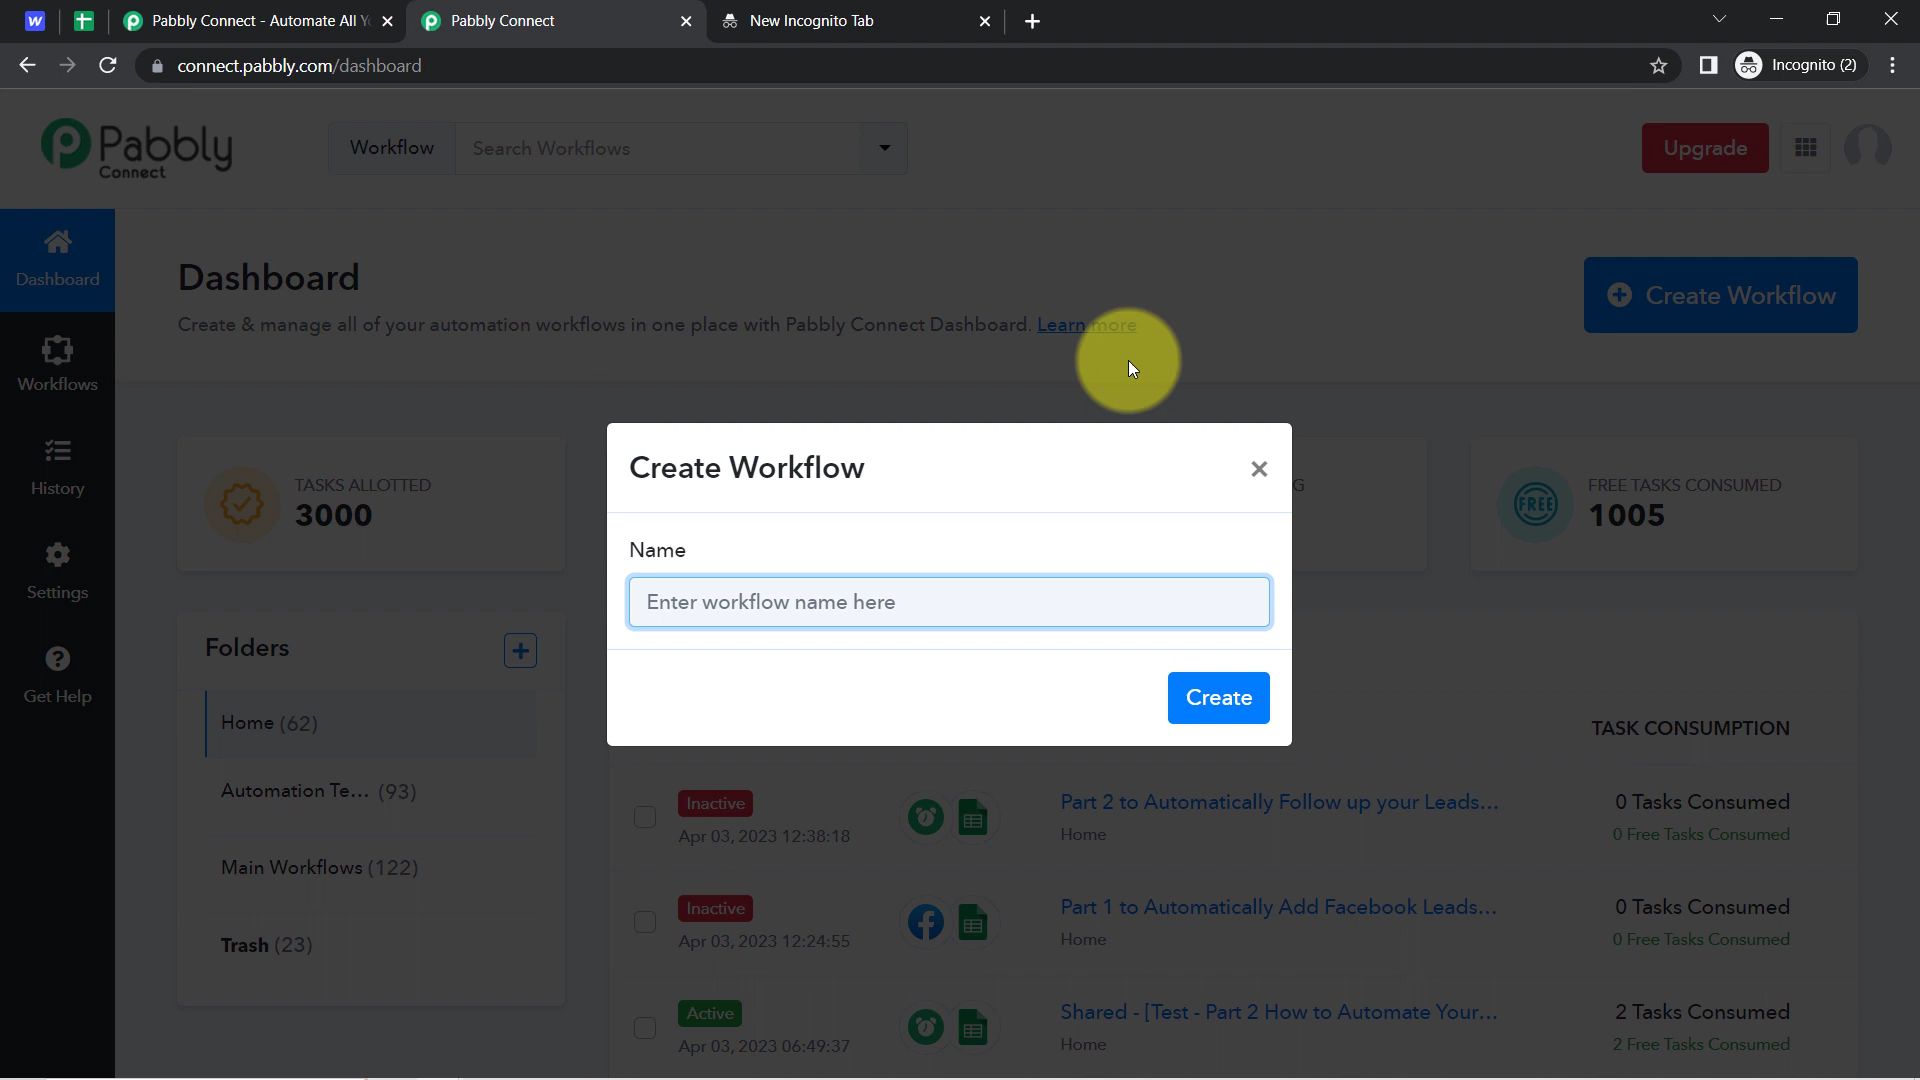 Pabbly Connect - Automate All Y
Pabbly Connect
New Incognito Tab
connect.pabbly.com/dashboard
Incognito (2)
Pabbly
Connect
Workflow
Search Workflows
Upgrade
Dashboard
Workflows
History
Settings
Get Help
Dashboard
Create & manage all of your automation workflows in one place with Pabbly Connect Dashboard. Learn more
Create Workflow
TASKS ALLOTTED
3000
G
FREE TASKS CONSUMED
1005
FREE
Create Workflow
Name
Enter workflow name here
Create
Folders
Home (62)
Automation Te... (93)
Main Workflows (122)
Trash (23)
TASK CONSUMPTION
Inactive
Apr 03, 2023 12:38:18
Part 2 to Automatically Follow up your Leads...
Home
0 Tasks Consumed
0 Free Tasks Consumed
Inactive
Apr 03, 2023 12:24:55
Part 1 to Automatically Add Facebook Leads...
Home
0 Tasks Consumed
0 Free Tasks Consumed
Active
Apr 03, 2023 06:49:37
Shared - [Test - Part 2 How to Automate Your...
Home
2 Tasks Consumed
2 Free Tasks Consumed